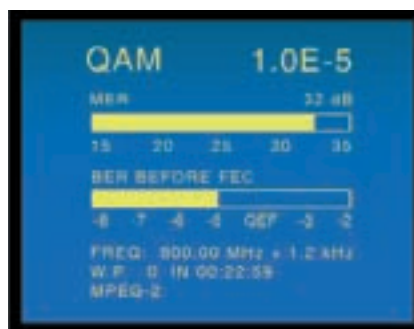 QAM 1.0E-5
MER 32 dB
15 20 25 30 35
BER BEFORE FEC
-8 -7 -6 -5 QEF -3 -2
FREQ: 800.00 MHz + 1.2 kHz
W.P. 0 IN 00:22:59
MPEG-2